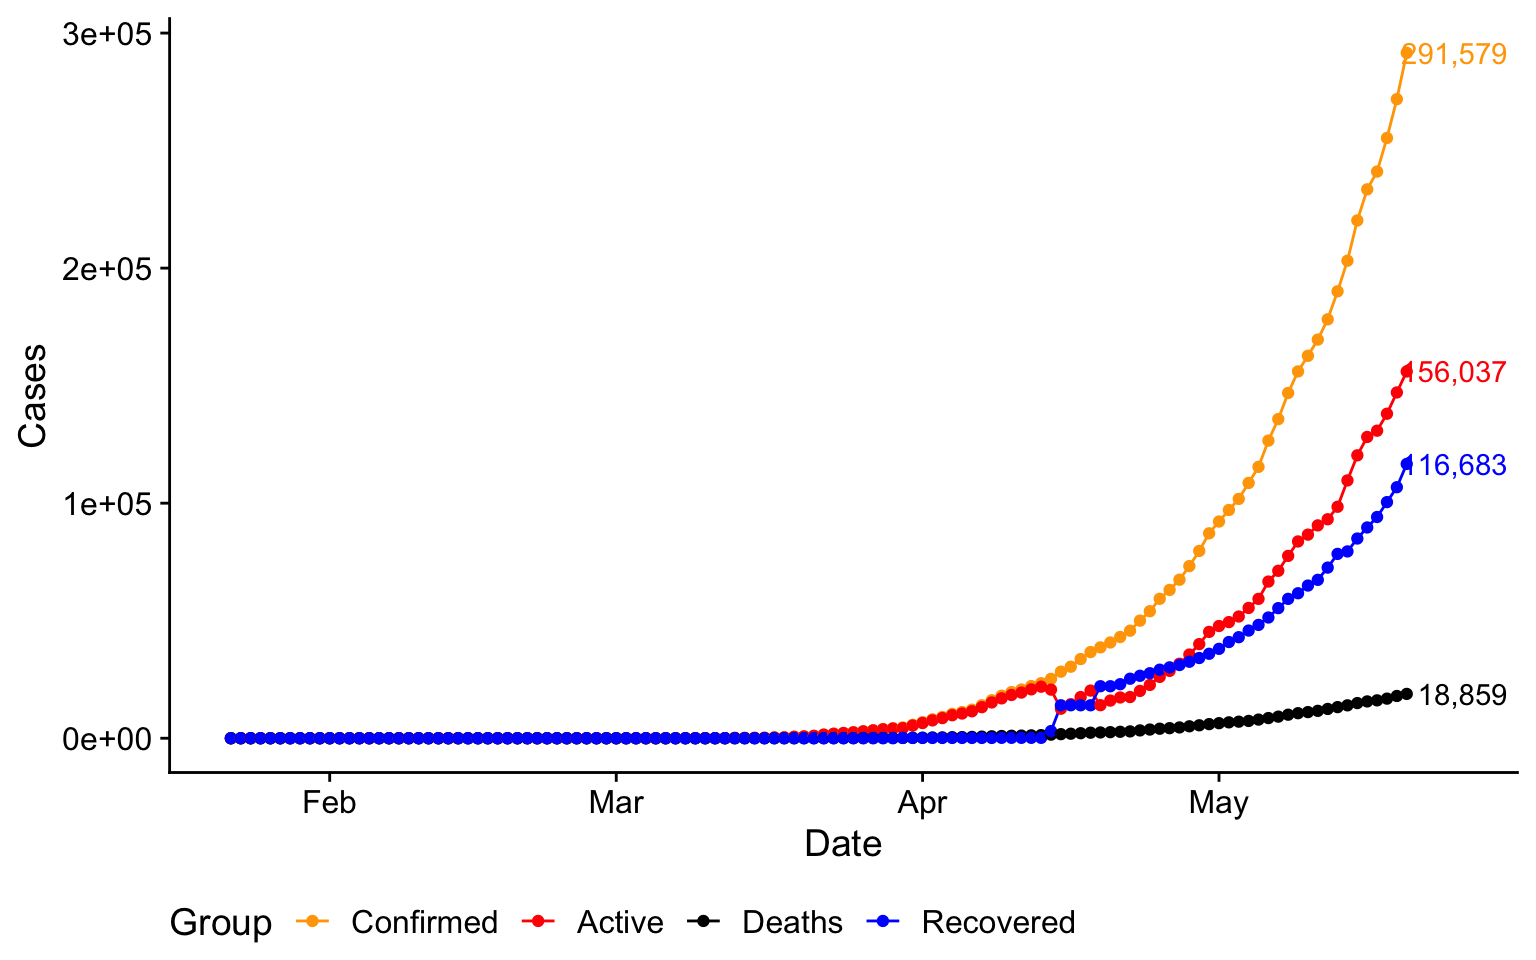 3e+05
291,579
2e+05
156,037
116,683
1e+05
18,859
0e+00
Cases
Feb Mar Apr May
Date
Group Confirmed Active Deaths Recovered